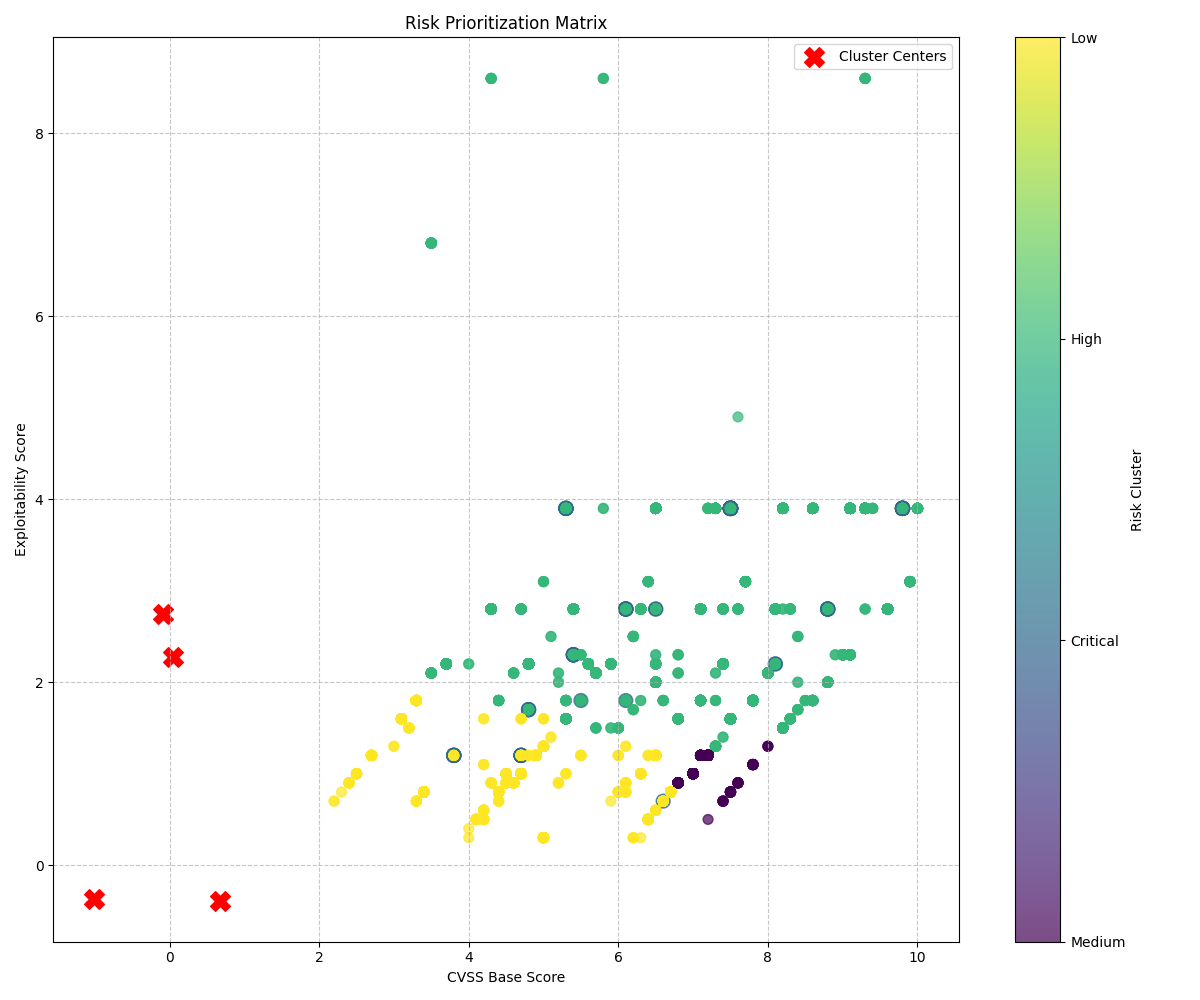 Risk Prioritization Matrix
Cluster Centers
Exploitability Score
8
6
4
2
0
0
2
4
6
8
10
CVSS Base Score
Low
High
Critical
Medium
Risk Cluster